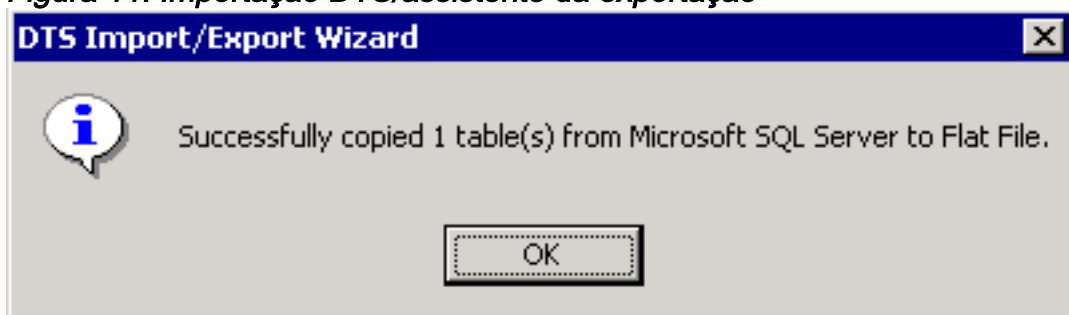 DTS Import/Export Wizard
Successfully copied 1 table(s) from Microsoft SQL Server to Flat File.
OK